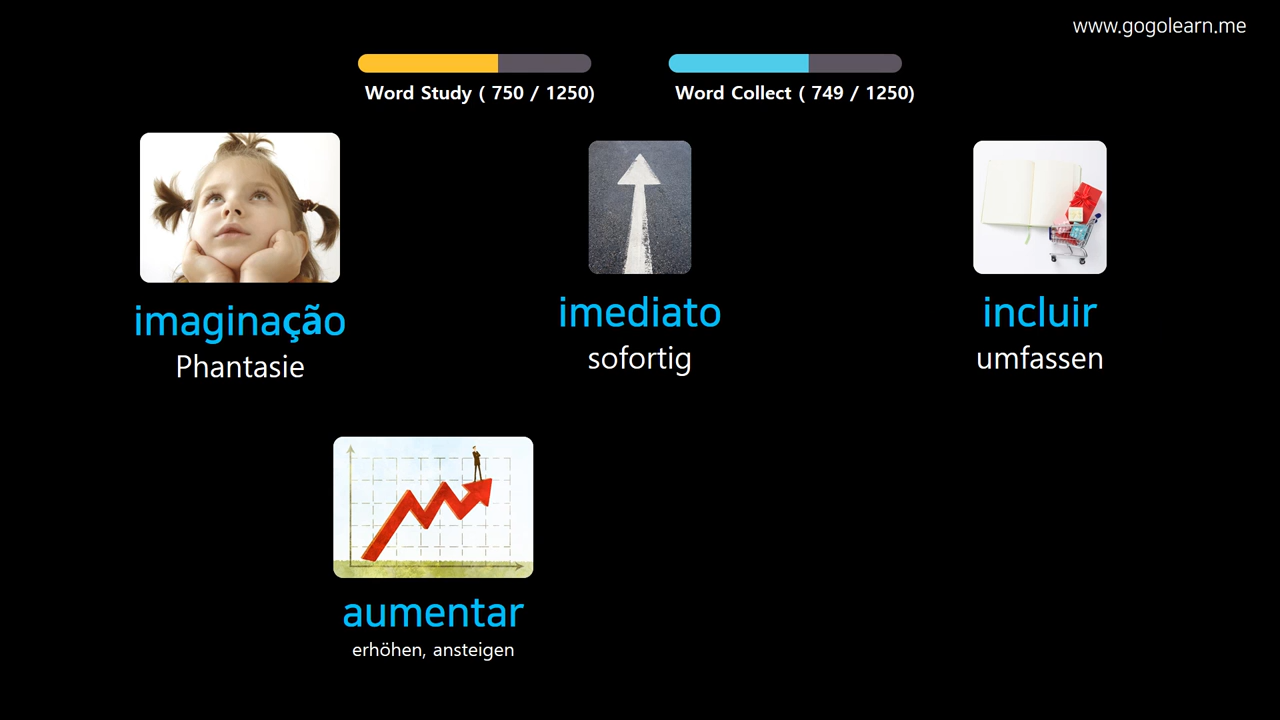 www.gogolearn.me
Word Study ( 750 / 1250)
Word Collect ( 749 / 1250)
imaginação
Phantasie
imediato
sofortig
incluir
umfassen
aumentar
erhöhen, ansteigen